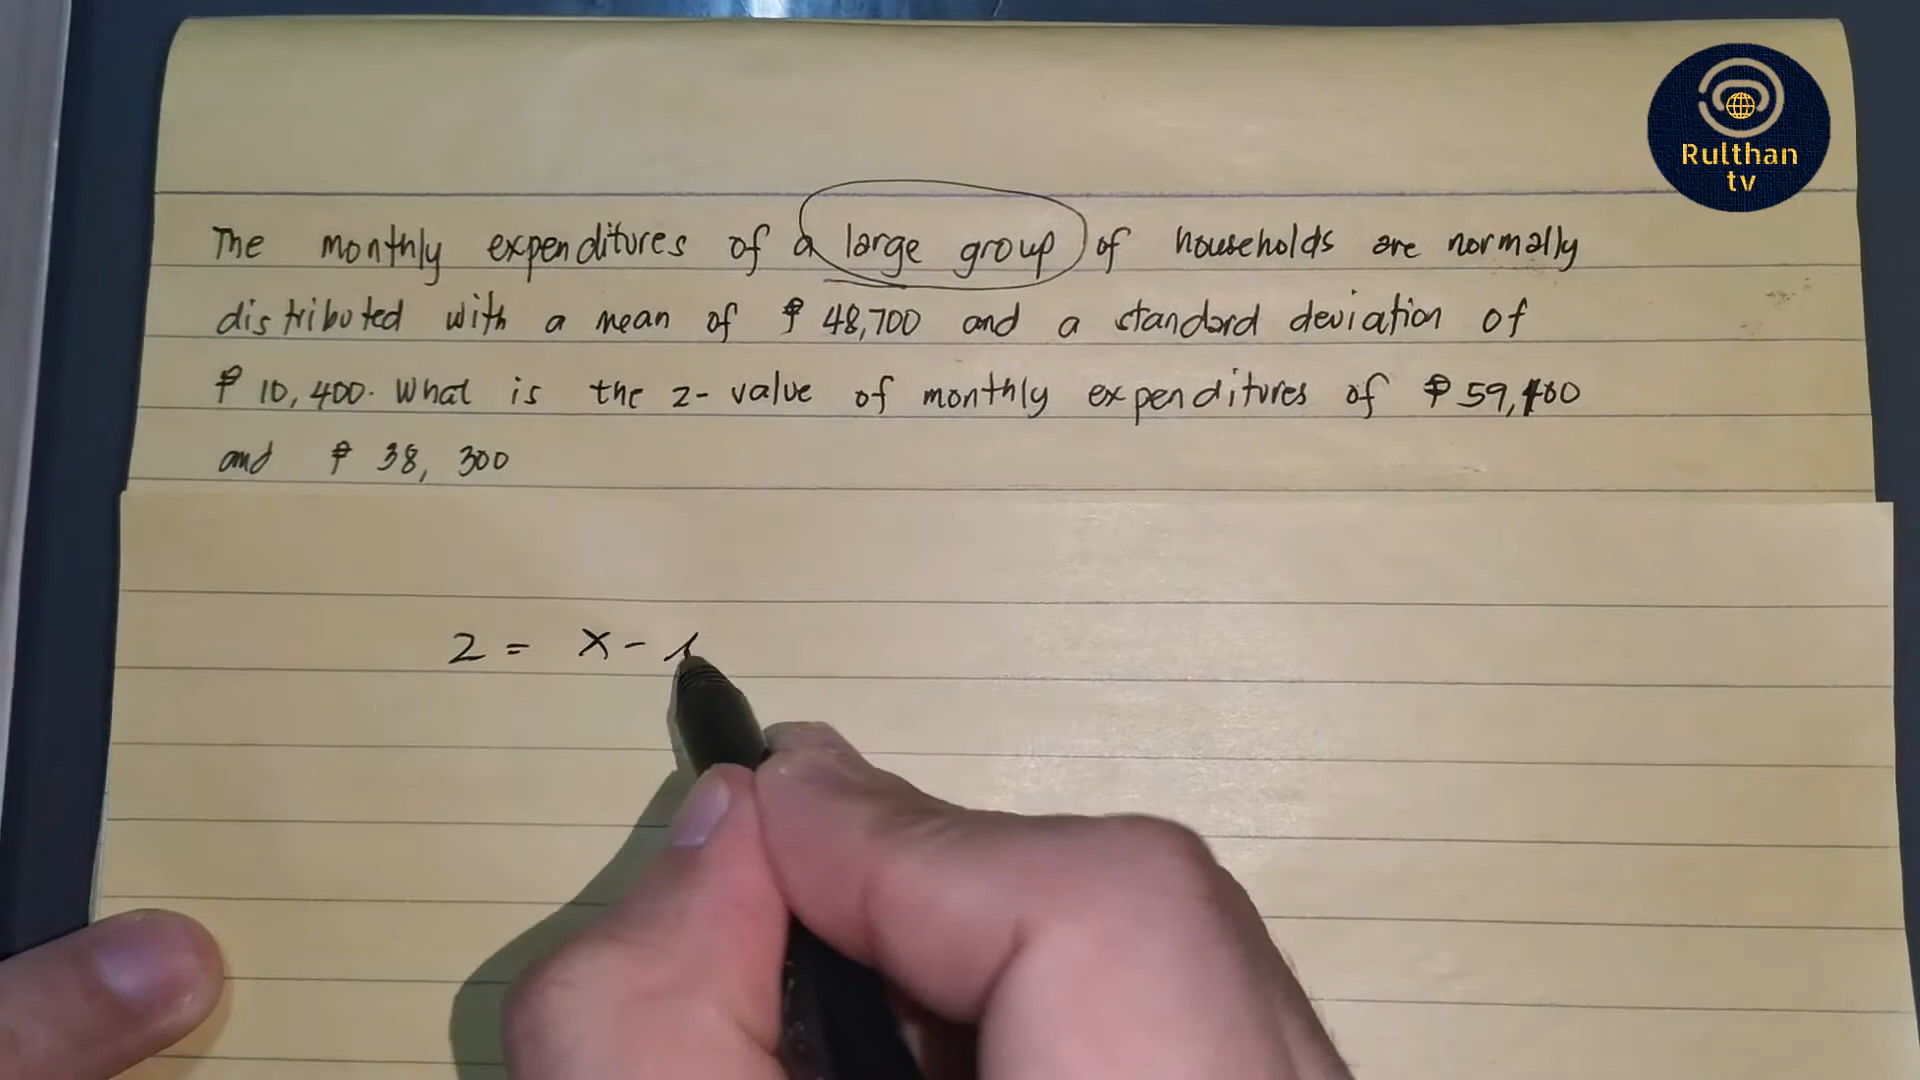 Rulthan
tv
The monthly expenditures of a large group of households are normally
distributed with a mean of ₱ 48,700 and a standard deviation of
₱ 10,400. What is the z-value of monthly expenditures of ₱ 59,100
and ₱ 38, 300
z = x -